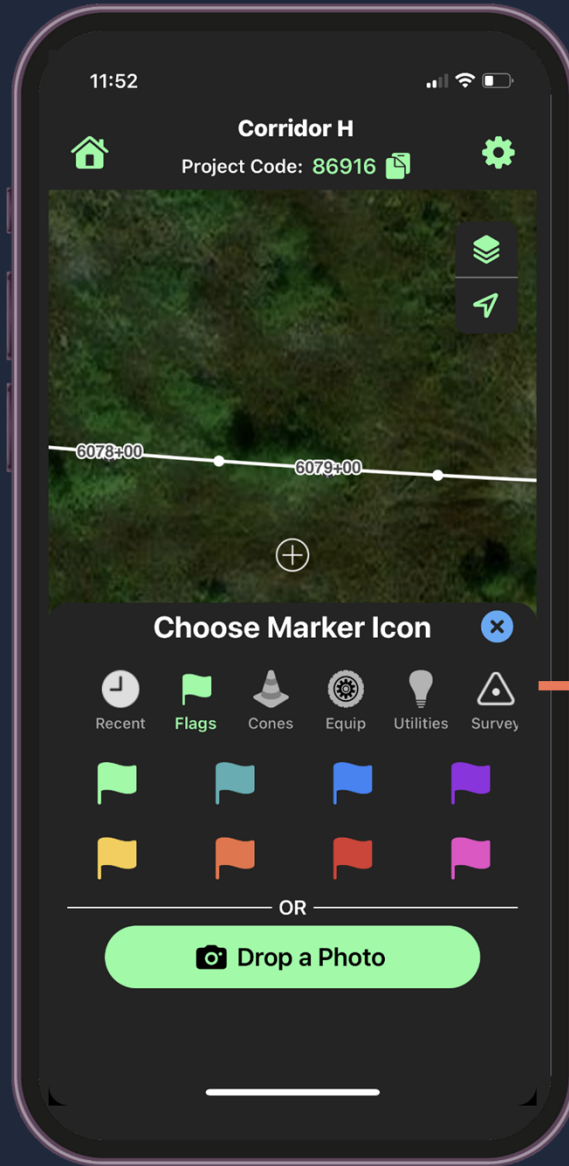 11:52
Corridor H
Project Code: 86916
6078+00
6079+00
Choose Marker Icon
Recent Flags Cones Equip Utilities Survey
OR
Drop a Photo